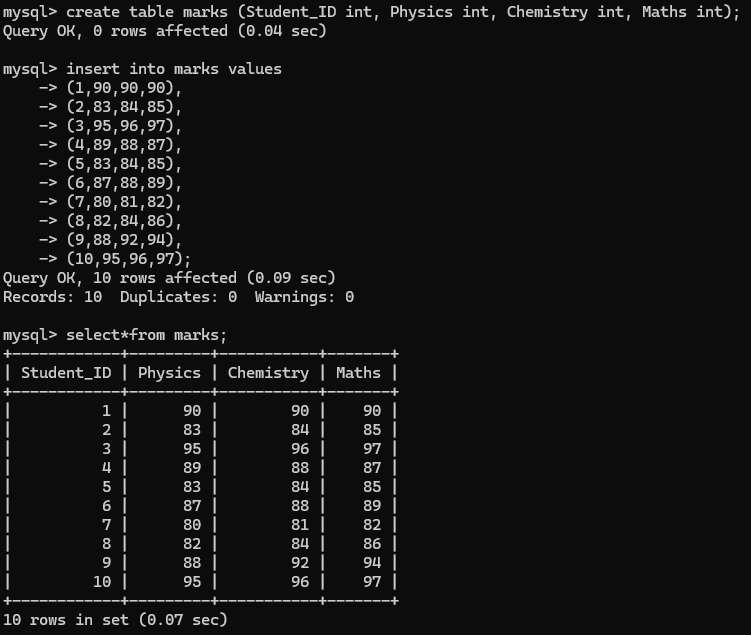 mysql> create table marks (Student_ID int, Physics int, Chemistry int, Maths int);
Query OK, 0 rows affected (0.04 sec)
mysql> insert into marks values
    -> (1,90,90,90),
    -> (2,83,84,85),
    -> (3,95,96,97),
    -> (4,89,88,87),
    -> (5,83,84,85),
    -> (6,87,88,89),
    -> (7,80,81,82),
    -> (8,82,84,86),
    -> (9,88,92,94),
    -> (10,95,96,97);
Query OK, 10 rows affected (0.09 sec)
Records: 10  Duplicates: 0  Warnings: 0
mysql> select*from marks;
+------------+---------+-----------+-------+
| Student_ID | Physics | Chemistry | Maths |
+------------+---------+-----------+-------+
|          1 |      90 |        90 |    90 |
|          2 |      83 |        84 |    85 |
|          3 |      95 |        96 |    97 |
|          4 |      89 |        88 |    87 |
|          5 |      83 |        84 |    85 |
|          6 |      87 |        88 |    89 |
|          7 |      80 |        81 |    82 |
|          8 |      82 |        84 |    86 |
|          9 |      88 |        92 |    94 |
|         10 |      95 |        96 |    97 |
+------------+---------+-----------+-------+
10 rows in set (0.07 sec)